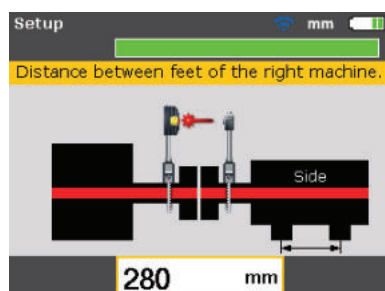 Setup mm
Distance between feet of the right machine.
Side
280 mm